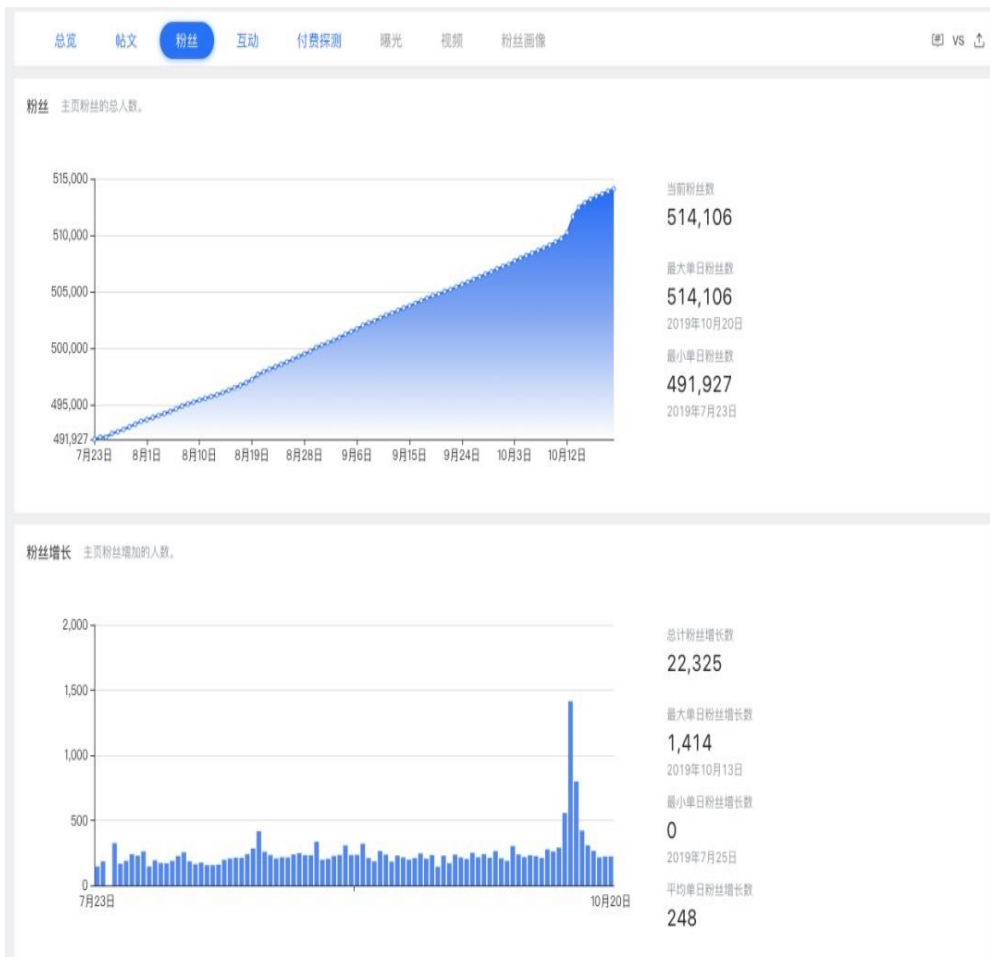 总览 帖文 粉丝 互动 付费探测 曝光 视频 粉丝画像 VS
粉丝 主页粉丝的总人数。
515,000
510,000
505,000
500,000
495,000
491,927
7月23日 8月1日 8月10日 8月19日 8月28日 9月6日 9月15日 9月24日 10月3日 10月12日
当前粉丝数
514,106
最大单日粉丝数
514,106
2019年10月20日
最小单日粉丝数
491,927
2019年7月23日
粉丝增长 主页粉丝增加的人数。
2,000
1,500
1,000
500
0
7月23日 10月20日
总计粉丝增长数
22,325
最大单日粉丝增长数
1,414
2019年10月13日
最小单日粉丝增长数
0
2019年7月25日
平均单日粉丝增长数
248